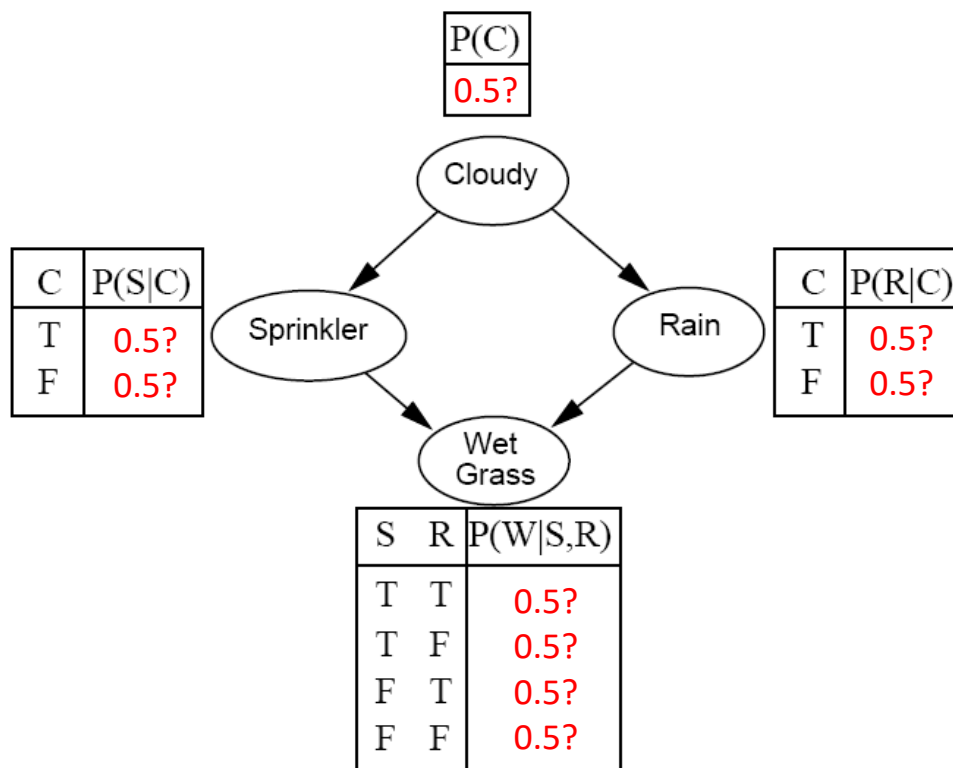 P(C)
0.5?
Cloudy
C P(S|C)
T 0.5?
F 0.5?
Sprinkler
Rain
C P(R|C)
T 0.5?
F 0.5?
Wet
Grass
S R P(W|S,R)
T T 0.5?
T F 0.5?
F T 0.5?
F F 0.5?